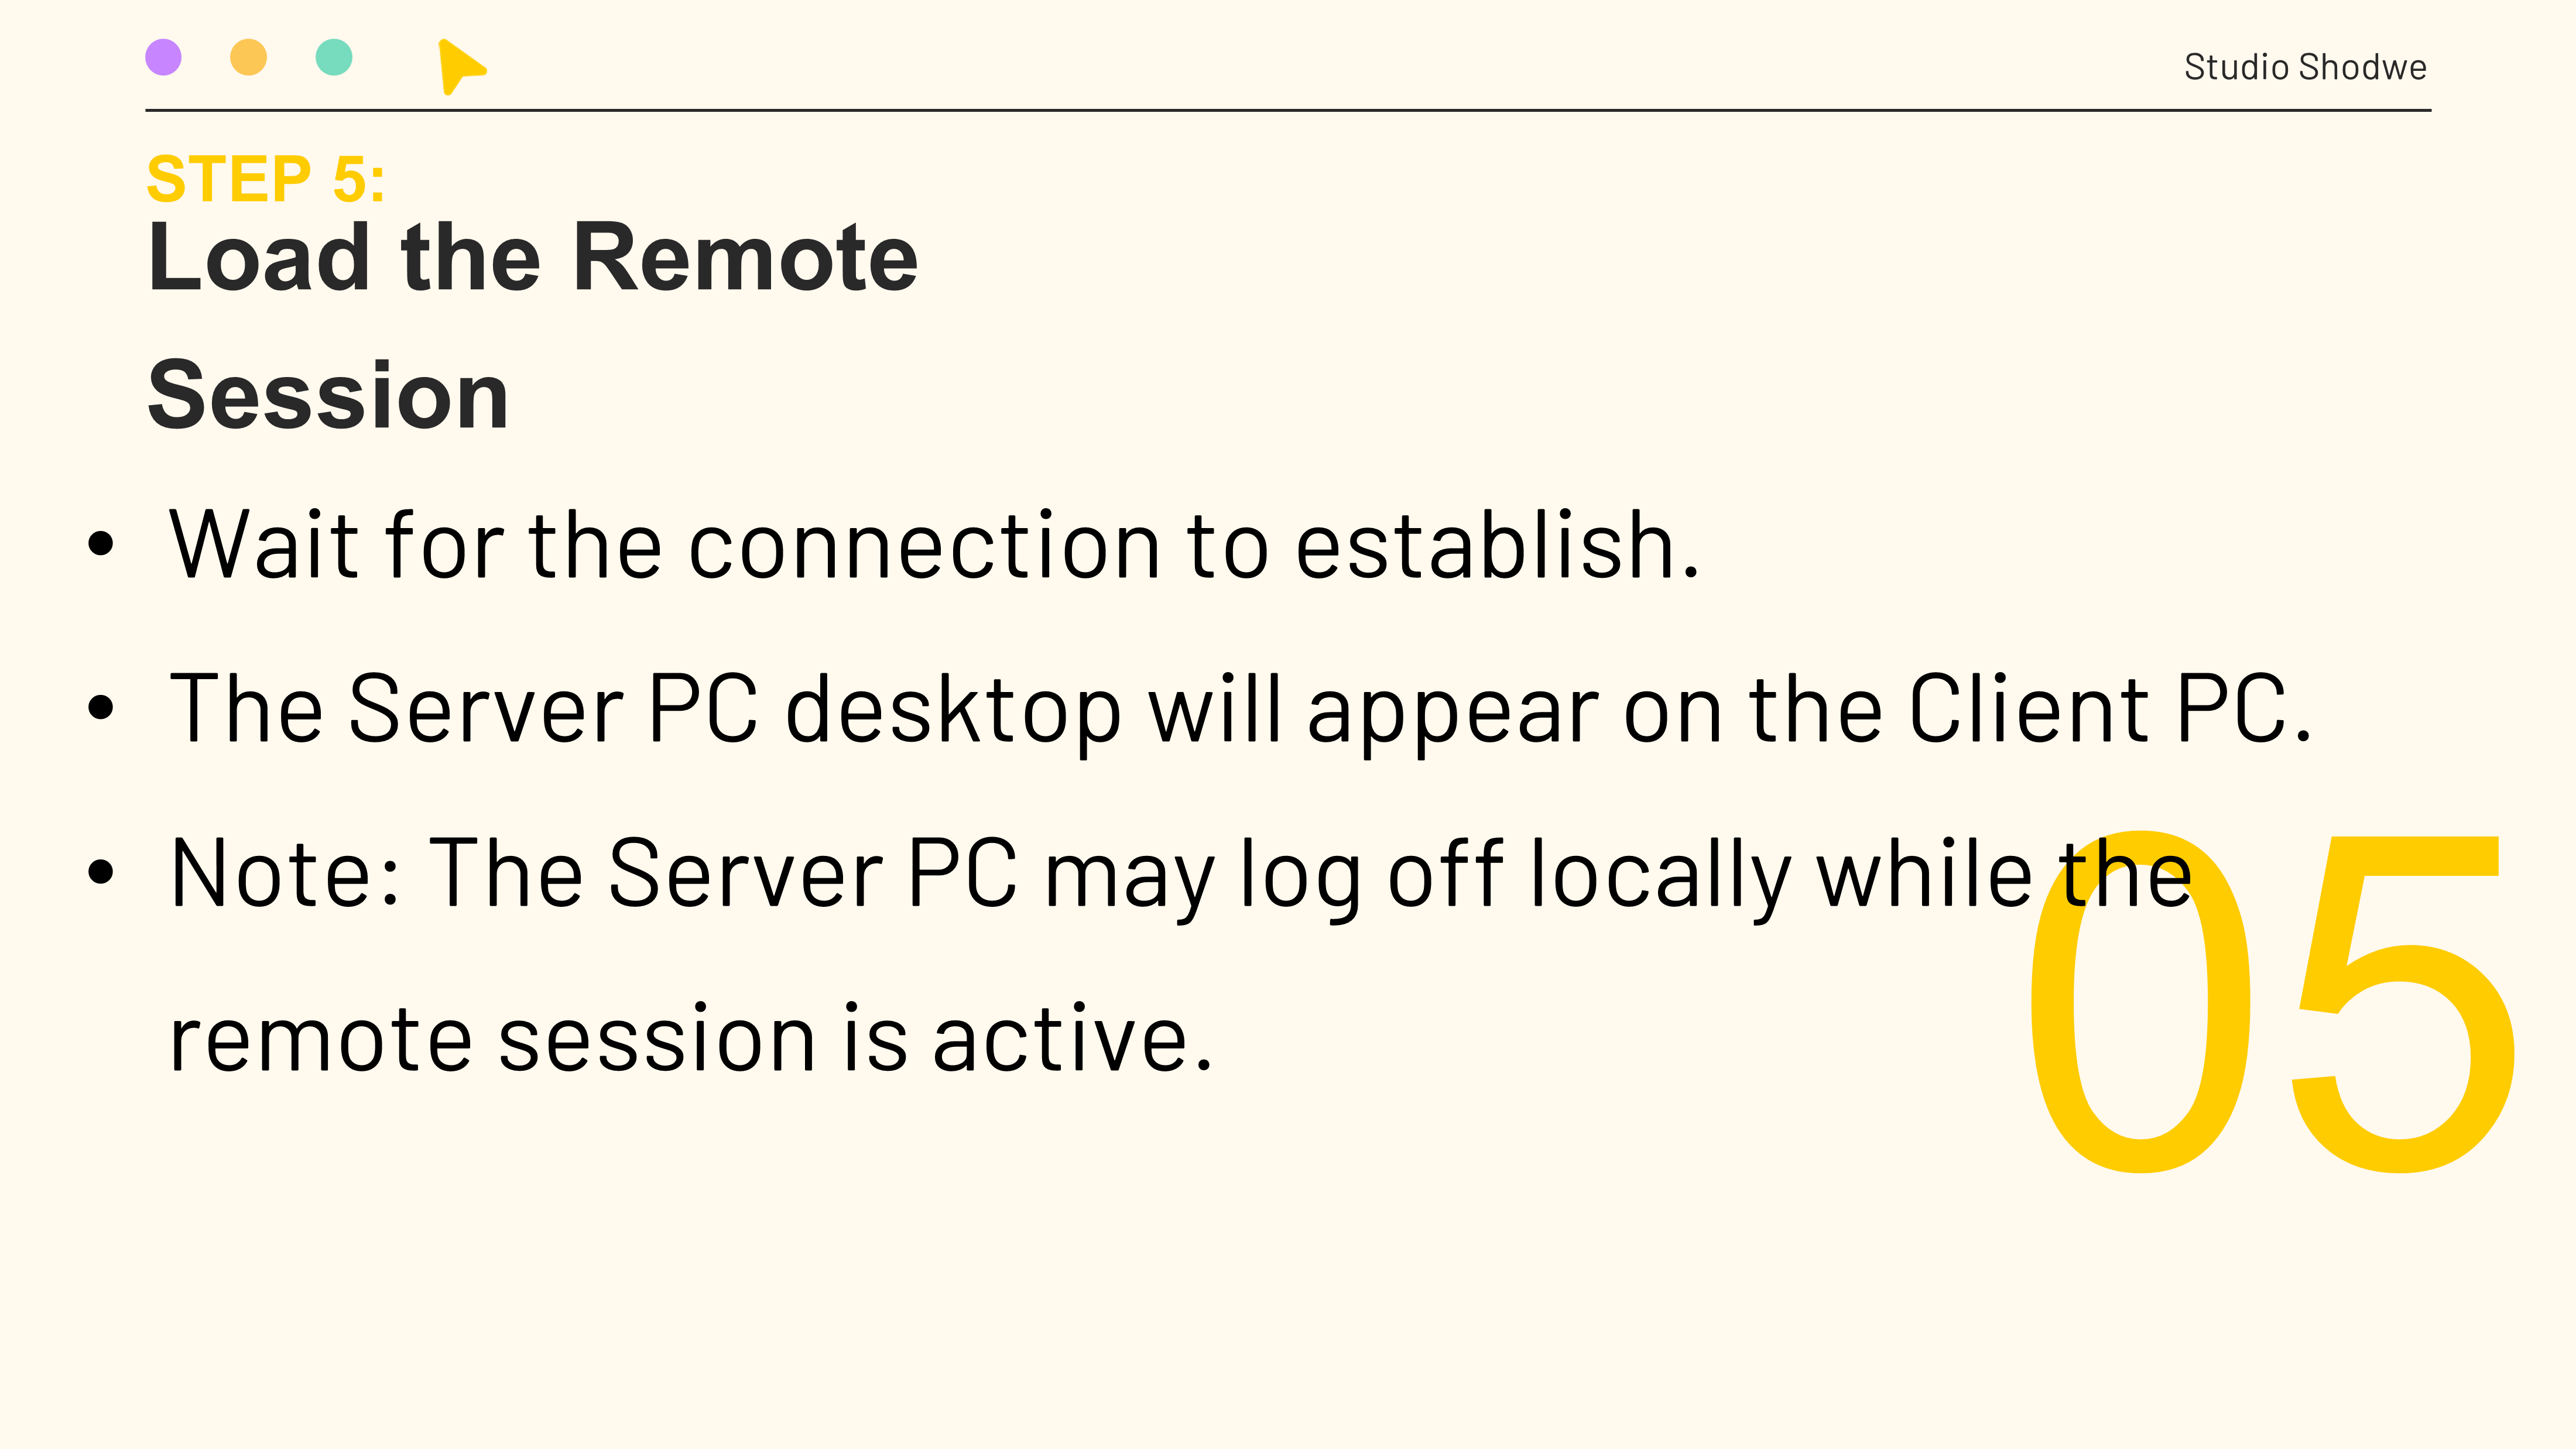 Studio Shodwe
STEP 5:
Load the Remote
Session
• Wait for the connection to establish.
• The Server PC desktop will appear on the Client PC.
• Note: The Server PC may log off locally while the
remote session is active.
05